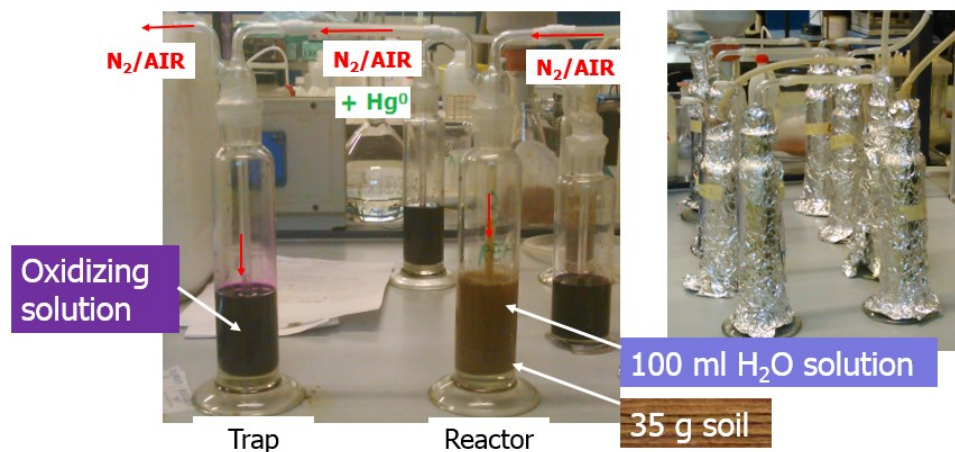 N₂/AIR
N₂/AIR
+ Hg⁰
N₂/AIR
Oxidizing
solution
100 ml H₂O solution
35 g soil
Trap
Reactor